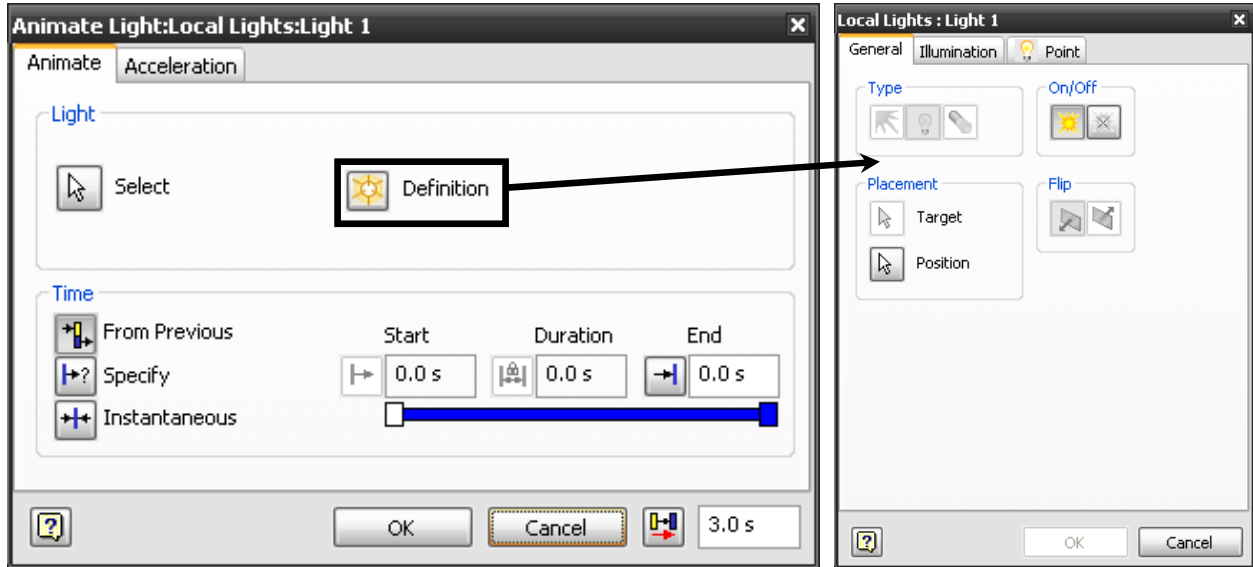 Animate Light:Local Lights:Light 1
Animate Acceleration
Light
Select Definition
Time
From Previous
Specify
Instantaneous
Start Duration End
0.0 s 0.0 s 0.0 s
OK Cancel 3.0 s
Local Lights : Light 1
General Illumination Point
Type On/Off
Placement Flip
Target
Position
OK Cancel